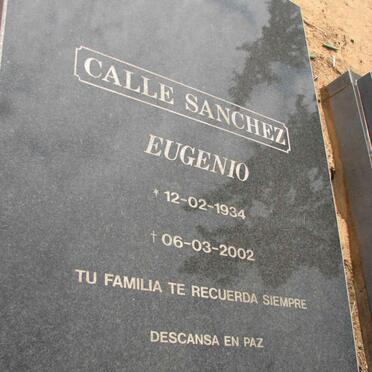 CALLE SANCHEZ
EUGENIO
* 12-02-1934
† 06-03-2002
TU FAMILIA TE RECUERDA SIEMPRE
DESCANSA EN PAZ